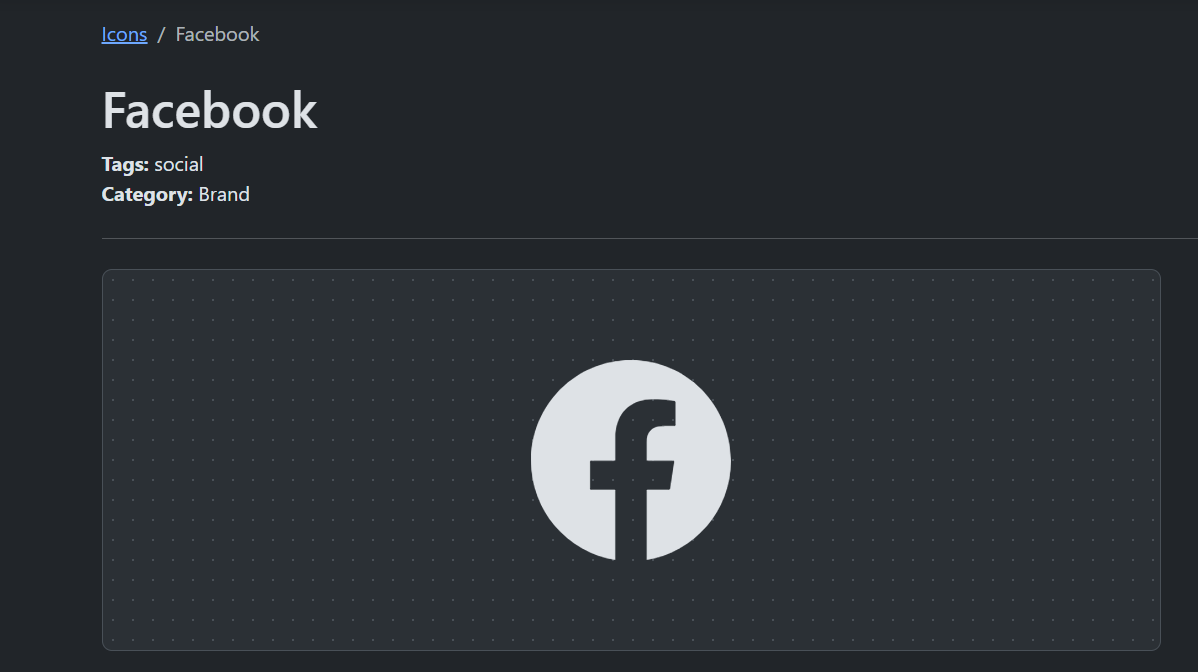 Icons / Facebook
Facebook
Tags: social
Category: Brand